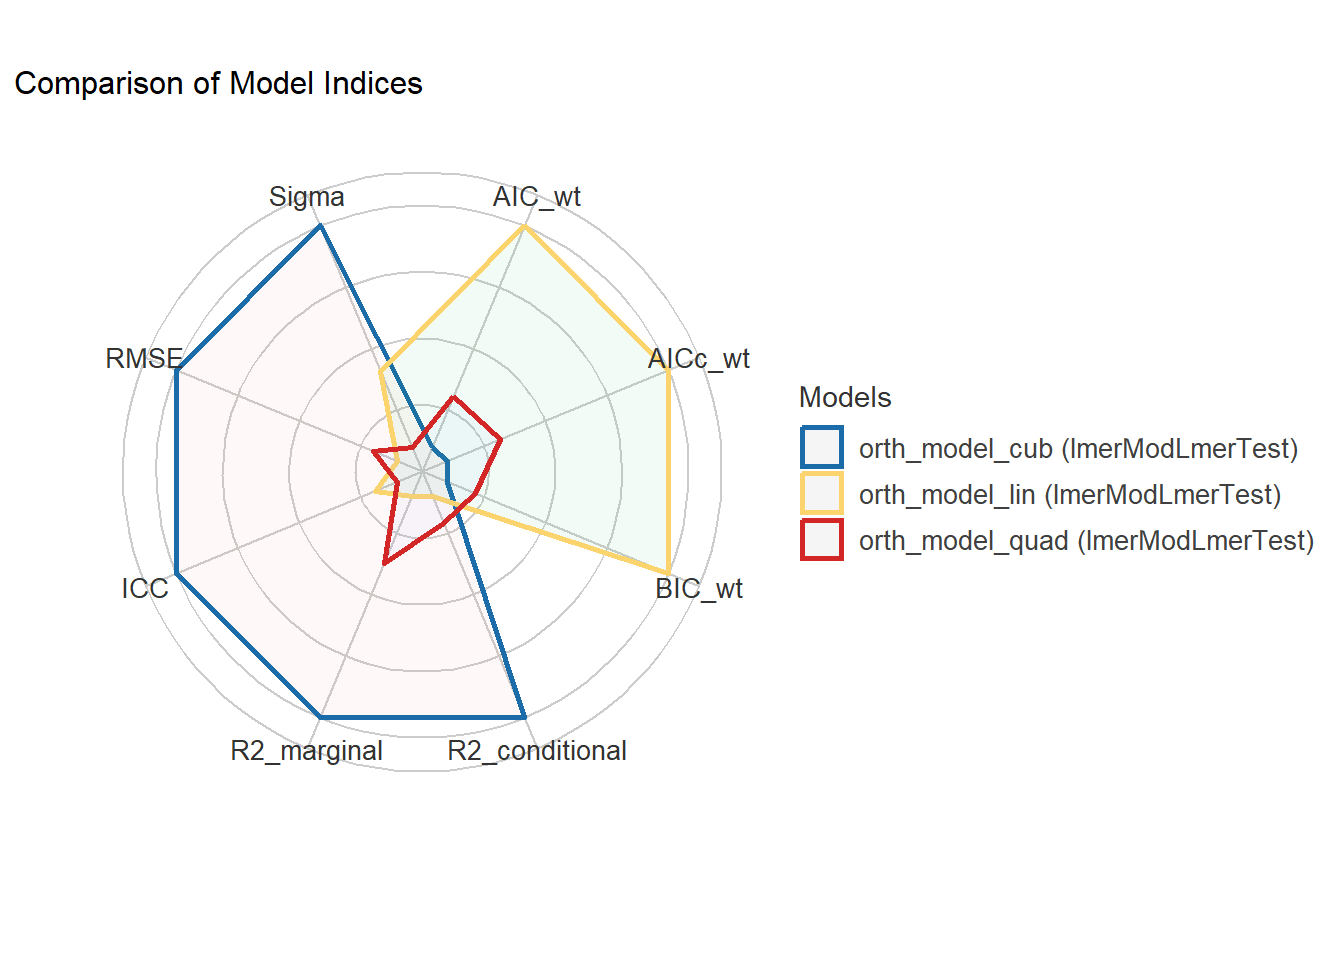 Comparison of Model Indices
Sigma
AIC_wt
RMSE
AICc_wt
ICC
BIC_wt
R2_marginal
R2_conditional
Models
orth_model_cub (lmerModLmerTest)
orth_model_lin (lmerModLmerTest)
orth_model_quad (lmerModLmerTest)